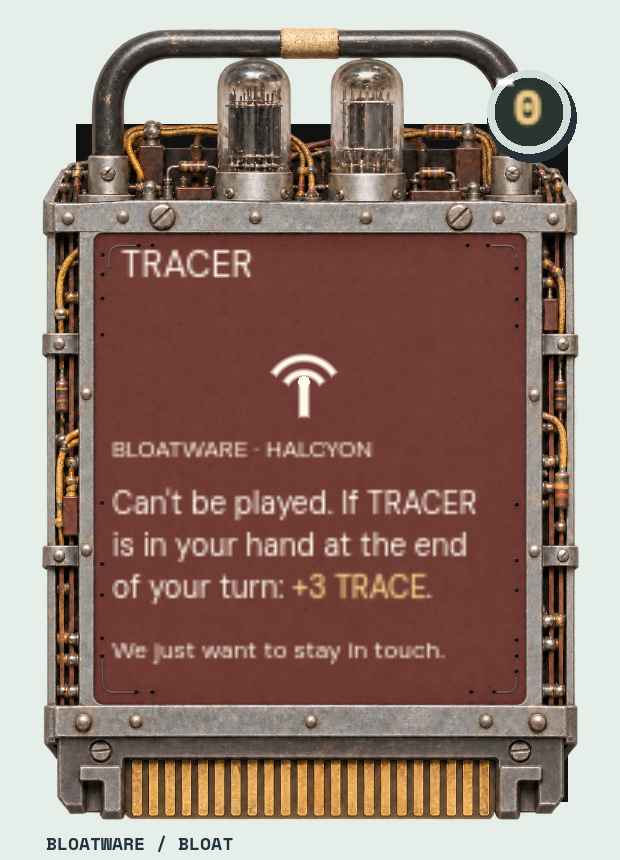 0
TRACER
BLOATWARE · HALCYON
Can't be played. If TRACER
is in your hand at the end
of your turn: +3 TRACE.
We just want to stay in touch.
BLOATWARE / BLOAT